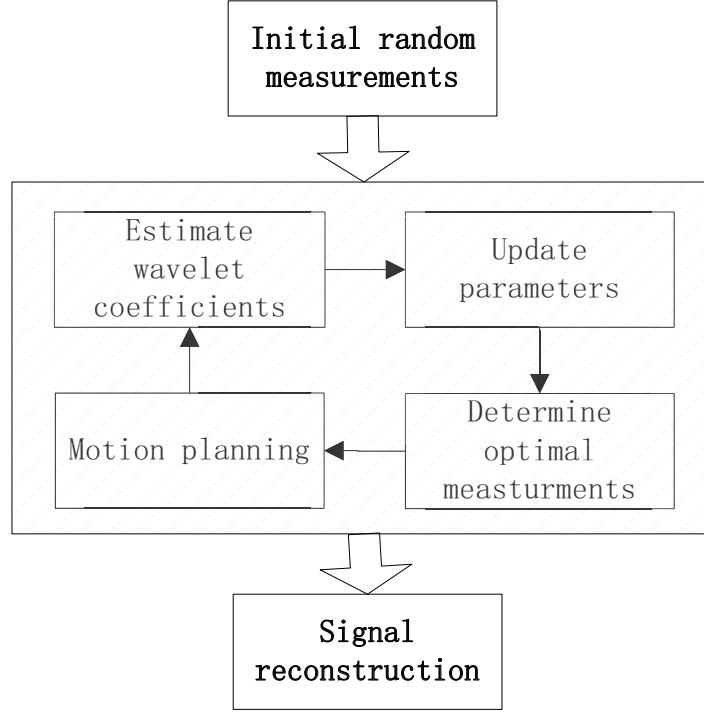 Initial random
measurements
Estimate
wavelet
coefficients
Update
parameters
Motion planning
Determine
optimal
measturments
Signal
reconstruction